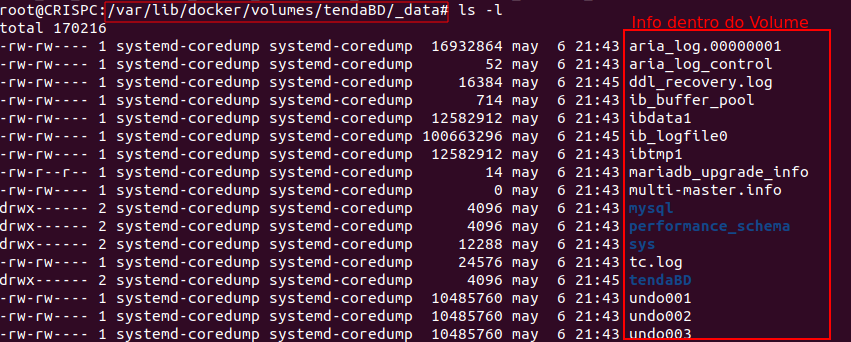 root@CRISPC:/var/lib/docker/volumes/tendaBD/_data# ls -l
Info dentro do Volume
total 170216
-rw-rw---- 1 systemd-coredump systemd-coredump  16932864 may  6 21:43 aria_log.00000001
-rw-rw---- 1 systemd-coredump systemd-coredump        52 may  6 21:43 aria_log_control
-rw-rw---- 1 systemd-coredump systemd-coredump     16384 may  6 21:45 ddl_recovery.log
-rw-rw---- 1 systemd-coredump systemd-coredump       714 may  6 21:43 ib_buffer_pool
-rw-rw---- 1 systemd-coredump systemd-coredump  12582912 may  6 21:43 ibdata1
-rw-rw---- 1 systemd-coredump systemd-coredump 100663296 may  6 21:45 ib_logfile0
-rw-rw---- 1 systemd-coredump systemd-coredump  12582912 may  6 21:43 ibtmp1
-rw-r--r-- 1 systemd-coredump systemd-coredump        14 may  6 21:43 mariadb_upgrade_info
-rw-rw---- 1 systemd-coredump systemd-coredump         0 may  6 21:43 multi-master.info
drwx------ 2 systemd-coredump systemd-coredump      4096 may  6 21:43 mysql
drwx------ 2 systemd-coredump systemd-coredump      4096 may  6 21:43 performance_schema
drwx------ 2 systemd-coredump systemd-coredump     12288 may  6 21:43 sys
-rw-rw---- 1 systemd-coredump systemd-coredump     24576 may  6 21:43 tc.log
drwx------ 2 systemd-coredump systemd-coredump      4096 may  6 21:45 tendaBD
-rw-rw---- 1 systemd-coredump systemd-coredump  10485760 may  6 21:43 undo001
-rw-rw---- 1 systemd-coredump systemd-coredump  10485760 may  6 21:43 undo002
-rw-rw---- 1 systemd-coredump systemd-coredump  10485760 may  6 21:43 undo003